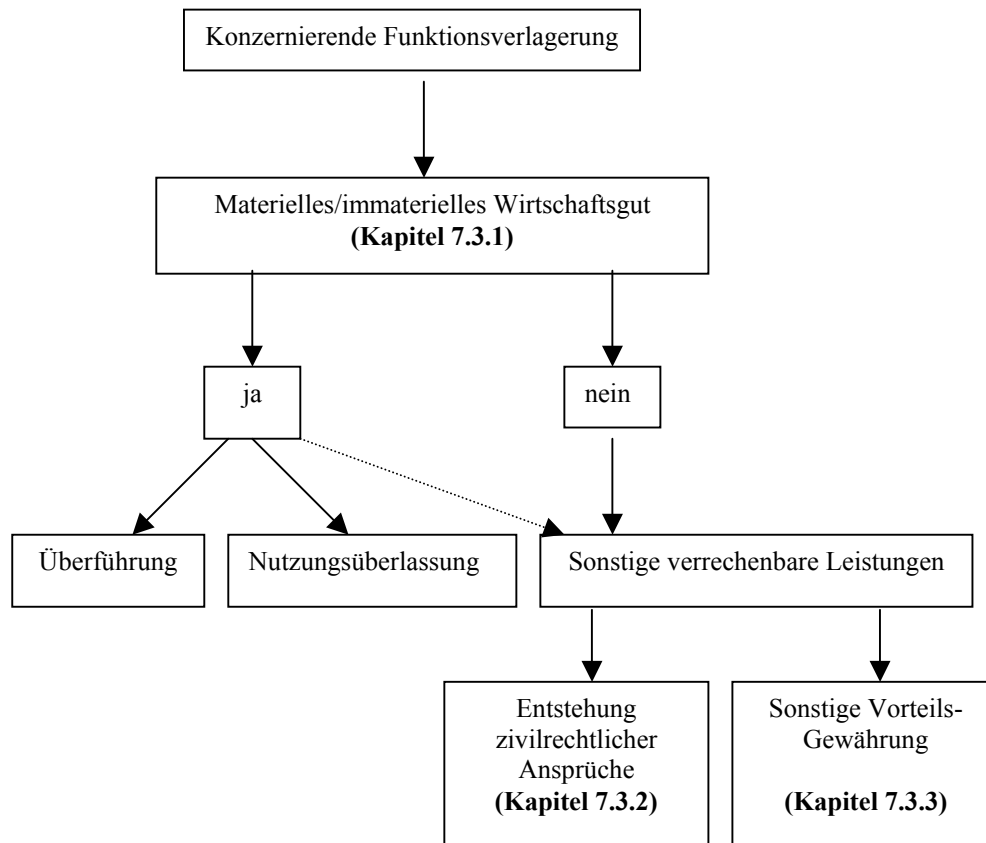 Konzernierende Funktionsverlagerung
Materielles/immaterielles Wirtschaftsgut
(Kapitel 7.3.1)
ja
nein
Überführung
Nutzungsüberlassung
Sonstige verrechenbare Leistungen
Entstehung
zivilrechtlicher
Ansprüche
(Kapitel 7.3.2)
Sonstige Vorteils-
Gewährung
(Kapitel 7.3.3)